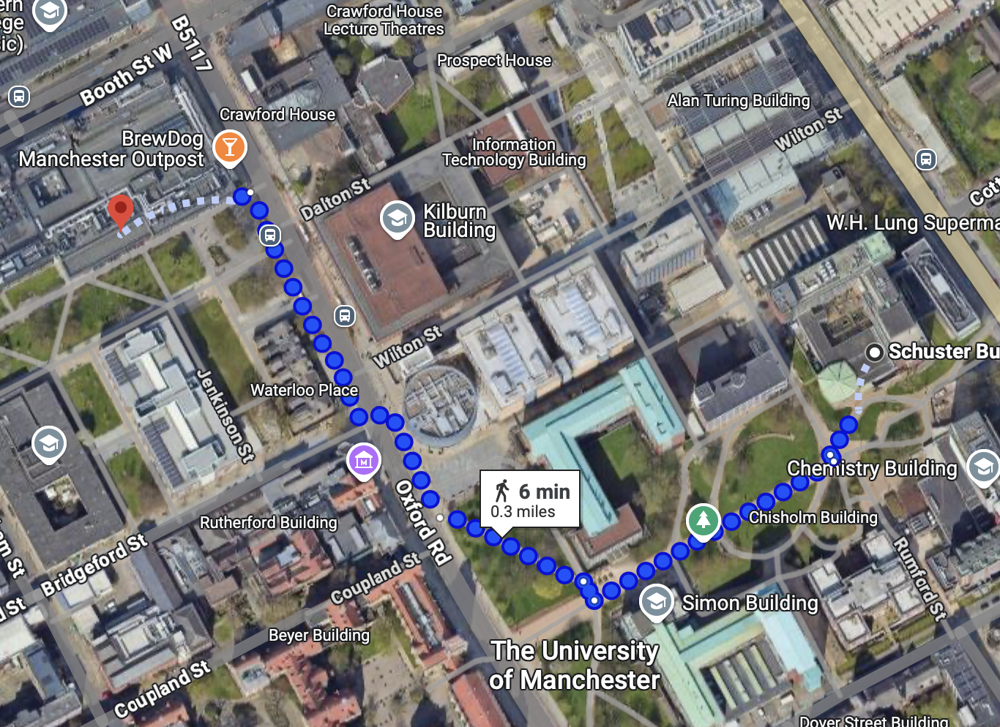 ern
ge
ic)
B5117
Booth St W
Crawford House
Lecture Theatres
Prospect House
Crawford House
Alan Turing Building
Wilton St
BrewDog
Manchester Outpost
Information
Technology Building
Dalton St
Kilburn
Building
Cott
W.H. Lung Superma
Schuster Bu
Wilton St
Waterloo Place
Jenkinson St
Oxford Rd
6 min
0.3 miles
Chemistry Building
Chisholm Building
Rutherford Building
Bridgeford St
am St
d St
Coupland St
Rumford St
Simon Building
Beyer Building
The University
of Manchester
Coupland St
Dover Street Building